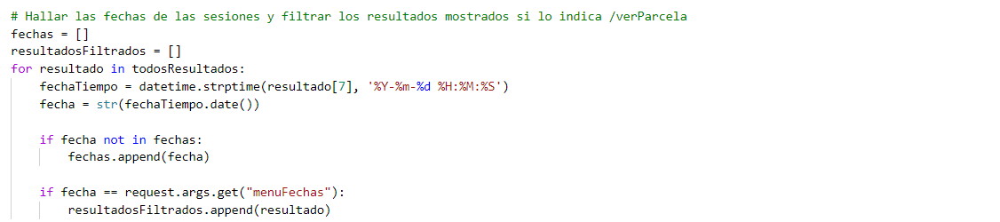 # Hallar las fechas de las sesiones y filtrar los resultados mostrados si lo indica /verParcela
fechas = []
resultadosFiltrados = []
for resultado in todosResultados:
    fechaTiempo = datetime.strptime(resultado[7], '%Y-%m-%d %H:%M:%S')
    fecha = str(fechaTiempo.date())
    if fecha not in fechas:
        fechas.append(fecha)
    if fecha == request.args.get("menuFechas"):
        resultadosFiltrados.append(resultado)